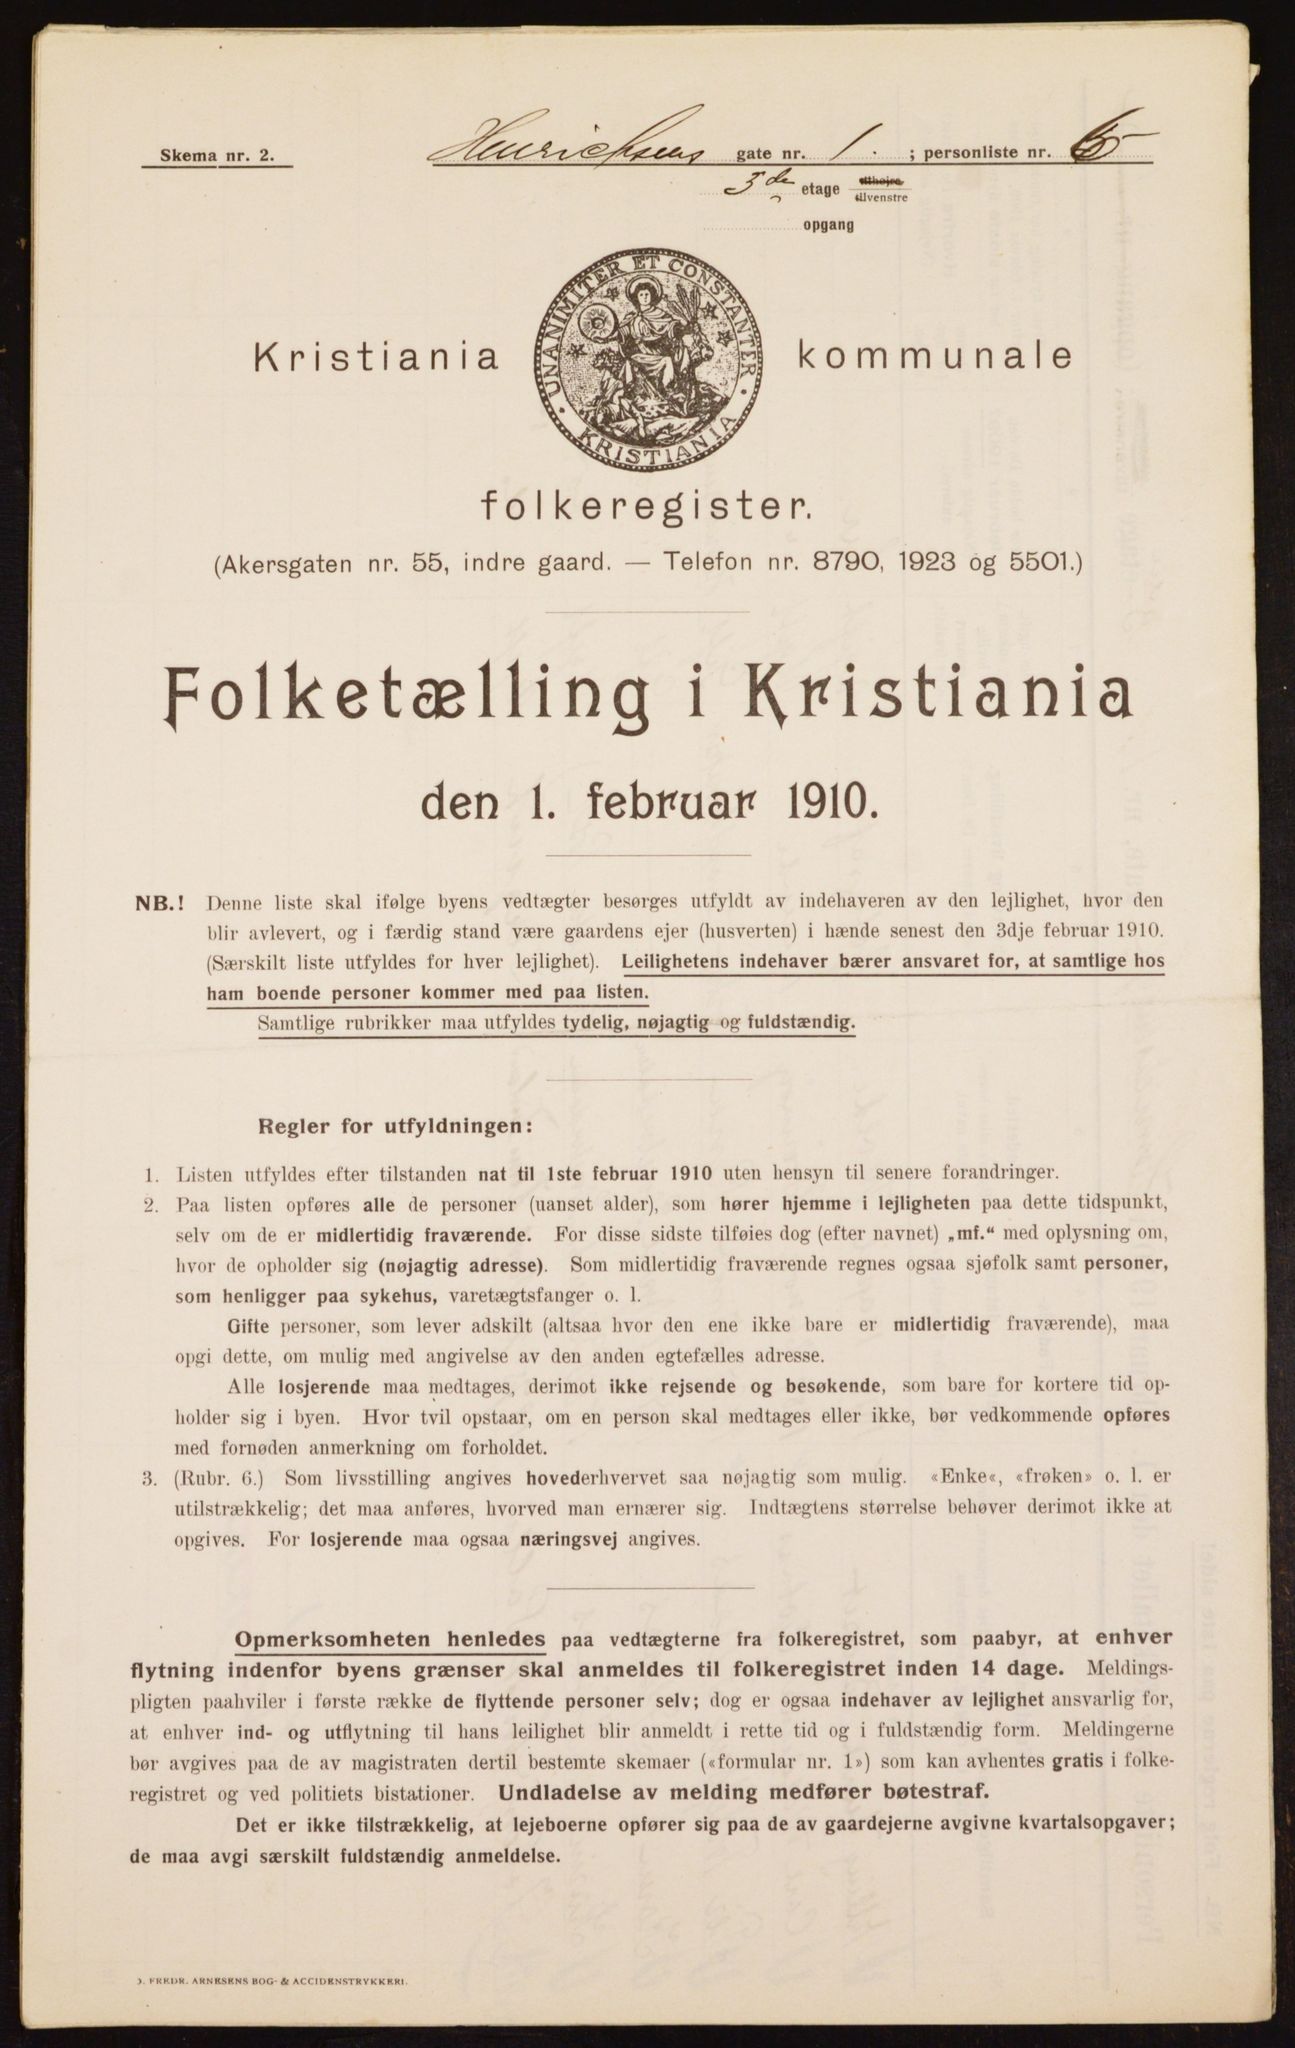 Skema nr. 2.
Henrichsens gate nr. 1. ; personliste nr.
3de etage tilhøjre
tilvenstre
opgang
UNANIMITER ET CONSTANTER
KRISTIANIA
Kristiania kommunale
folkeregister.
(Akersgaten nr. 55, indre gaard. — Telefon nr. 8790, 1923 og 5501.)
Folketælling i Kristiania
den 1. februar 1910.
NB.! Denne liste skal ifølge byens vedtægter besørges utfyldt av indehaveren av den lejlighet, hvor den
blir avlevert, og i færdig stand være gaardens ejer (husverten) i hænde senest den 3dje februar 1910.
(Særskilt liste utfyldes for hver lejlighet). Leilighetens indehaver bærer ansvaret for, at samtlige hos
ham boende personer kommer med paa listen.
Samtlige rubrikker maa utfyldes tydelig, nøjagtig og fuldstændig.
Regler for utfyldningen:
1. Listen utfyldes efter tilstanden nat til 1ste februar 1910 uten hensyn til senere forandringer.
2. Paa listen opføres alle de personer (uanset alder), som hører hjemme i lejligheten paa dette tidspunkt,
selv om de er midlertidig fraværende. For disse sidste tilføies dog (efter navnet) „mf.“ med oplysning om,
hvor de opholder sig (nøjagtig adresse). Som midlertidig fraværende regnes ogsaa sjøfolk samt personer,
som henligger paa sykehus, varetægtsfanger o. l.
Gifte personer, som lever adskilt (altsaa hvor den ene ikke bare er midlertidig fraværende), maa
opgi dette, om mulig med angivelse av den anden egtefælles adresse.
Alle losjerende maa medtages, derimot ikke rejsende og besøkende, som bare for kortere tid op-
holder sig i byen. Hvor tvil opstaar, om en person skal medtages eller ikke, bør vedkommende opføres
med fornøden anmerkning om forholdet.
3. (Rubr. 6.) Som livsstilling angives hovederhvervet saa nøjagtig som mulig. «Enke«, «frøken» o. l. er
utilstrækkelig; det maa anføres, hvorved man ernærer sig. Indtægtens størrelse behøver derimot ikke at
opgives. For losjerende maa ogsaa næringsvej angives.
Opmerksomheten henledes paa vedtægterne fra folkeregistret, som paabyr, at enhver
flytning indenfor byens grænser skal anmeldes til folkeregistret inden 14 dage. Meldings-
pligten paahviler i første række de flyttende personer selv; dog er ogsaa indehaver av lejlighet ansvarlig for,
at enhver ind- og utflytning til hans leilighet blir anmeldt i rette tid og i fuldstændig form. Meldingerne
bør avgives paa de av magistraten dertil bestemte skemaer («formular nr. 1») som kan avhentes gratis i folke-
registret og ved politiets bistationer. Undladelse av melding medfører bøtestraf.
Det er ikke tilstrækkelig, at lejeboerne opfører sig paa de av gaardejerne avgivne kvartalsopgaver;
de maa avgi særskilt fuldstændig anmeldelse.
FREDR. ARNESENS BOG- & ACCIDENSTRYKKERI.